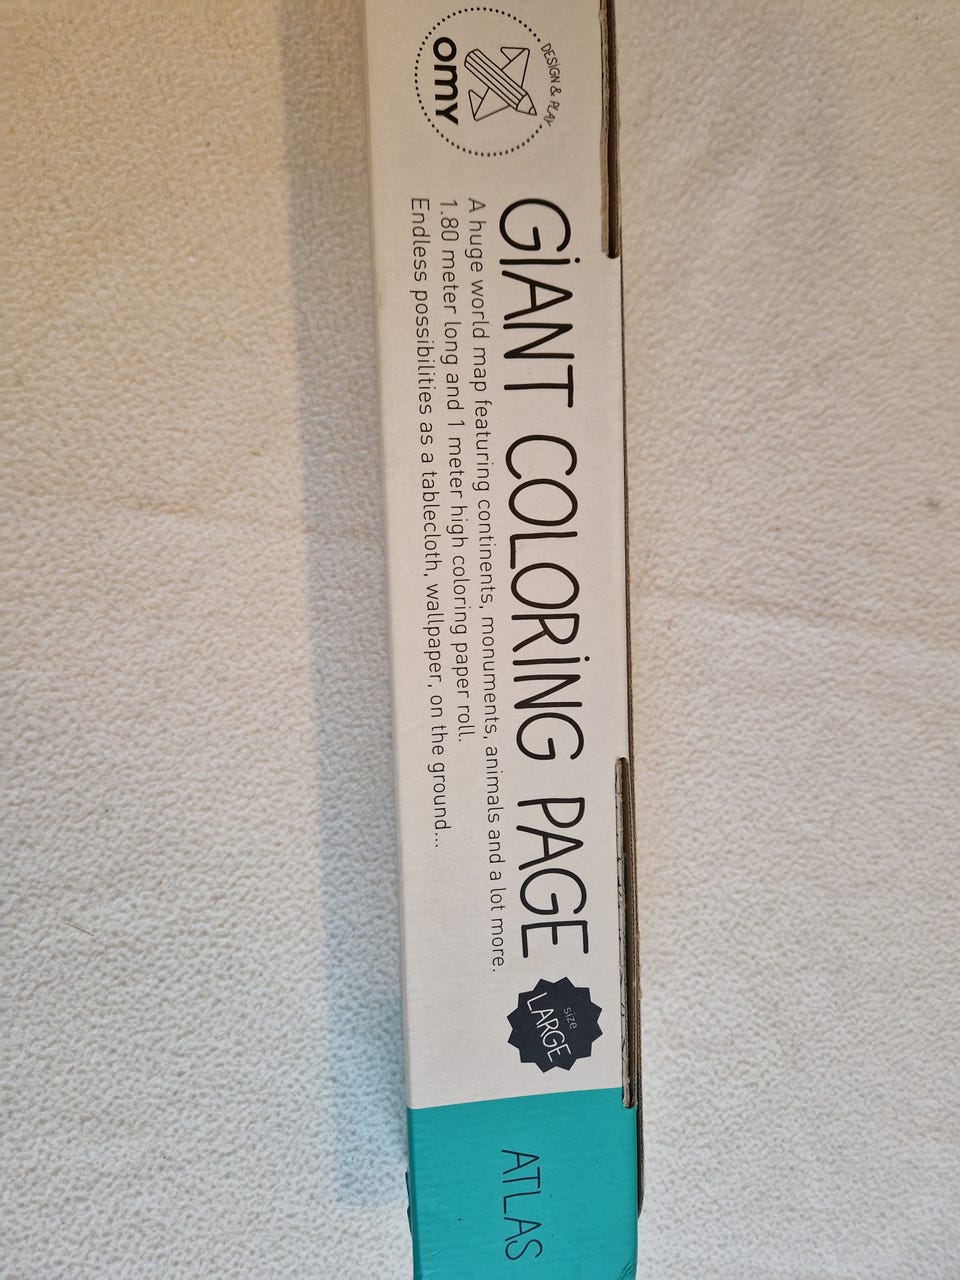 DESIGN & PLAY
OMY
GIANT COLORING PAGE
A huge world map featuring continents, monuments, animals and a lot more.
1.80 meter long and 1 meter high coloring paper roll.
Endless possibilities as a tablecloth, wallpaper, on the ground...
size
LARGE
ATLAS